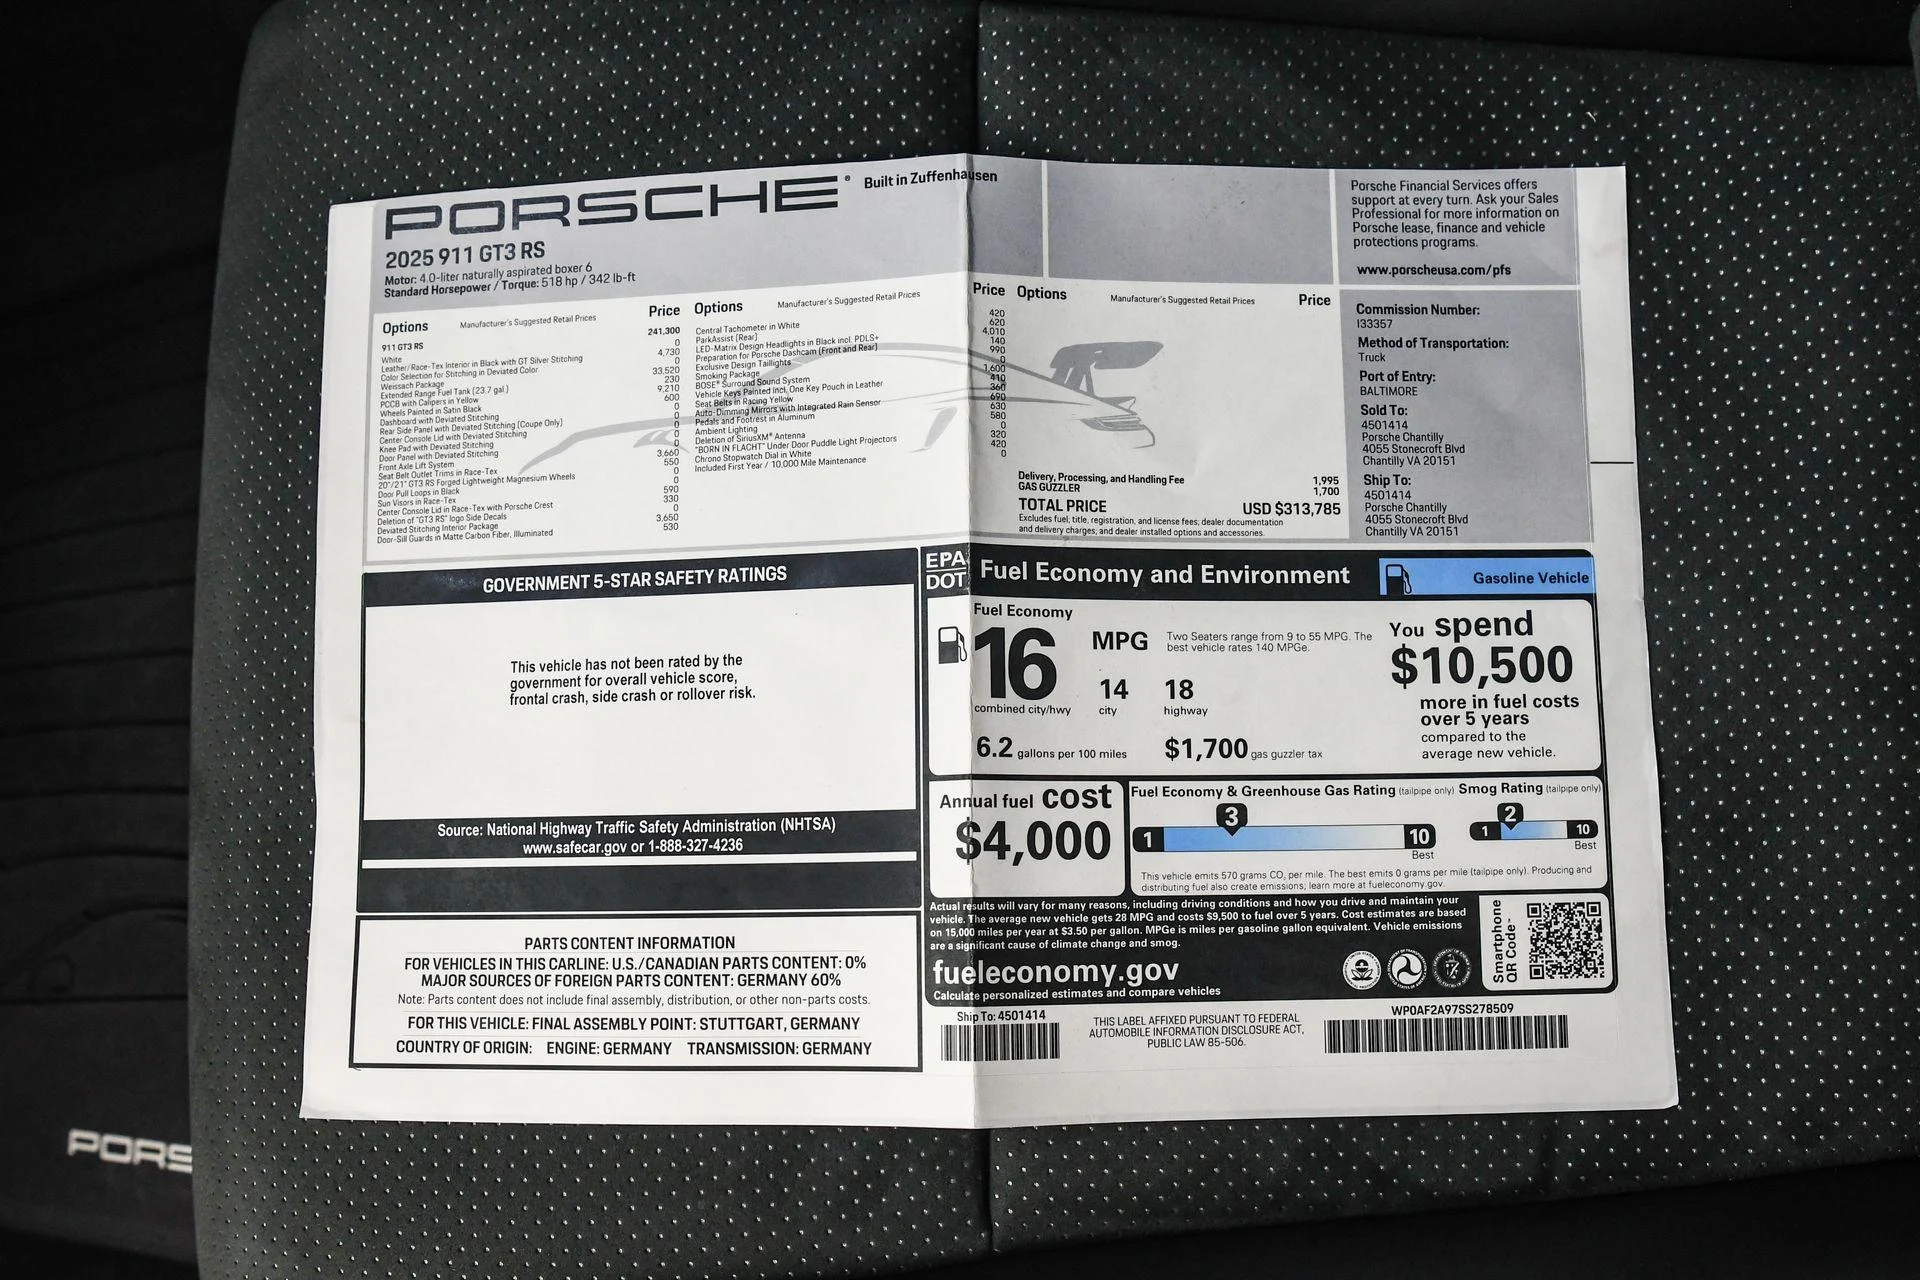 PORSCHE® Built in Zuffenhausen
2025 911 GT3 RS
Motor: 4.0-liter naturally aspirated boxer 6
Standard Horsepower / Torque: 518 hp / 342 lb-ft
Options Manufacturer's Suggested Retail Prices Price
911 GT3 RS 241,300
White 0
Leather/Race-Tex Interior in Black with GT Silver Stitching 4,730
Color Selection for Stitching in Deviated Color 0
Weissach Package 33,520
Extended Range Fuel Tank (23.7 gal.) 230
PCCB with Calipers in Yellow 9,210
Wheels Painted in Satin Black 600
Dashboard with Deviated Stitching 0
Rear Side Panel with Deviated Stitching (Coupe Only) 0
Center Console Lid with Deviated Stitching 0
Knee Pad with Deviated Stitching 0
Door Panel with Deviated Stitching 0
Front Axle Lift System 3,660
Seat Belt Outlet Trims in Race-Tex 550
20"/21" GT3 RS Forged Lightweight Magnesium Wheels 0
Door Pull Loops in Black 0
Sun Visors in Race-Tex 590
Center Console Lid in Race-Tex with Porsche Crest 330
Deletion of "GT3 RS" logo Side Decals 0
Deviated Stitching Interior Package 3,650
Door-Sill Guards in Matte Carbon Fiber, Illuminated 530
Options Manufacturer's Suggested Retail Prices Price
Central Tachometer in White 420
ParkAssist (Rear) 620
LED-Matrix Design Headlights in Black incl. PDLS+ 4,010
Preparation for Porsche Dashcam (Front and Rear) 140
Exclusive Design Taillights 990
Smoking Package 0
BOSE® Surround Sound System 1,600
Vehicle Keys Painted incl. One Key Pouch in Leather 410
Seat Belts in Racing Yellow 360
Auto-Dimming Mirrors with Integrated Rain Sensor 690
Pedals and Footrest in Aluminum 630
Ambient Lighting 580
Deletion of SiriusXM® Antenna 0
"BORN IN FLACHT" Under Door Puddle Light Projectors 320
Chrono Stopwatch Dial in White 420
Included First Year / 10,000 Mile Maintenance 0
Options Manufacturer's Suggested Retail Prices Price
Delivery, Processing, and Handling Fee 1,995
GAS GUZZLER 1,700
TOTAL PRICE USD $313,785
Excludes fuel; title, registration, and license fees; dealer documentation
and delivery charges; and dealer installed options and accessories.
Porsche Financial Services offers
support at every turn. Ask your Sales
Professional for more information on
Porsche lease, finance and vehicle
protections programs.
www.porscheusa.com/pfs
Commission Number:
I33357
Method of Transportation:
Truck
Port of Entry:
BALTIMORE
Sold To:
4501414
Porsche Chantilly
4055 Stonecroft Blvd
Chantilly VA 20151
Ship To:
4501414
Porsche Chantilly
4055 Stonecroft Blvd
Chantilly VA 20151
GOVERNMENT 5-STAR SAFETY RATINGS
This vehicle has not been rated by the
government for overall vehicle score,
frontal crash, side crash or rollover risk.
Source: National Highway Traffic Safety Administration (NHTSA)
www.safecar.gov or 1-888-327-4236
PARTS CONTENT INFORMATION
FOR VEHICLES IN THIS CARLINE: U.S./CANADIAN PARTS CONTENT: 0%
MAJOR SOURCES OF FOREIGN PARTS CONTENT: GERMANY 60%
Note: Parts content does not include final assembly, distribution, or other non-parts costs.
FOR THIS VEHICLE: FINAL ASSEMBLY POINT: STUTTGART, GERMANY
COUNTRY OF ORIGIN: ENGINE: GERMANY TRANSMISSION: GERMANY
EPA
DOT
Fuel Economy and Environment
Gasoline Vehicle
Fuel Economy
16 MPG
combined city/hwy
14
city
18
highway
Two Seaters range from 9 to 55 MPG. The
best vehicle rates 140 MPGe.
6.2 gallons per 100 miles
$1,700 gas guzzler tax
You spend
$10,500
more in fuel costs
over 5 years
compared to the
average new vehicle.
Annual fuel cost
$4,000
Fuel Economy & Greenhouse Gas Rating (tailpipe only)
1 3 10
Best
Smog Rating (tailpipe only)
1 2 10
Best
This vehicle emits 570 grams CO2 per mile. The best emits 0 grams per mile (tailpipe only). Producing and
distributing fuel also create emissions; learn more at fueleconomy.gov.
Actual results will vary for many reasons, including driving conditions and how you drive and maintain your
vehicle. The average new vehicle gets 28 MPG and costs $9,500 to fuel over 5 years. Cost estimates are based
on 15,000 miles per year at $3.50 per gallon. MPGe is miles per gasoline gallon equivalent. Vehicle emissions
are a significant cause of climate change and smog.
fueleconomy.gov
Calculate personalized estimates and compare vehicles
Smartphone
QR Code™
Ship To: 4501414
THIS LABEL AFFIXED PURSUANT TO FEDERAL
AUTOMOBILE INFORMATION DISCLOSURE ACT,
PUBLIC LAW 85-506.
WP0AF2A97SS278509
PORS